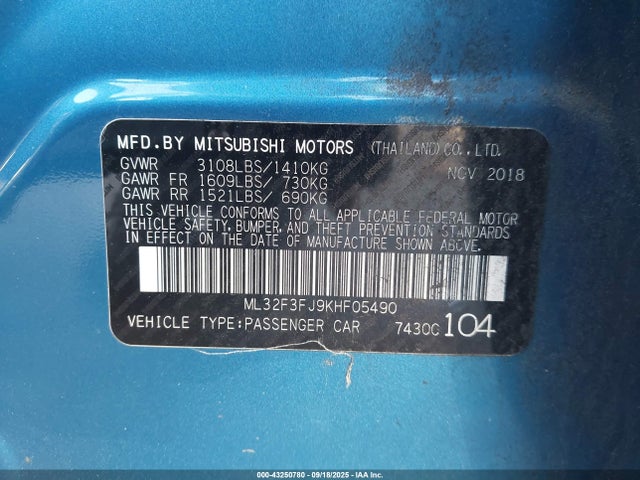 MFD.BY MITSUBISHI MOTORS (THAILAND)CO.,LTD.
GVWR 3108LBS/1410KG NOV 2018
GAWR FR 1609LBS/ 730KG
GAWR RR 1521LBS/ 690KG
THIS VEHICLE CONFORMS TO ALL APPLICABLE FEDERAL MOTOR
VEHICLE SAFETY, BUMPER, AND THEFT PREVENTION STANDARDS
IN EFFECT ON THE DATE OF MANUFACTURE SHOWN ABOVE.
ML32F3FJ9KHF05490
VEHICLE TYPE:PASSENGER CAR 7430C 104
000-43250780 - 09/18/2025 - IAAI.COM